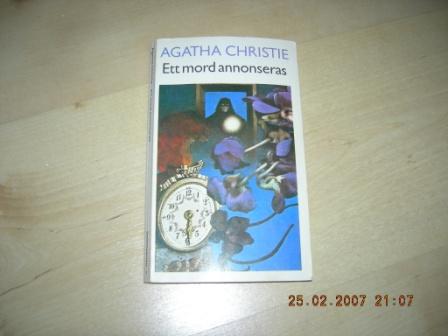 AGATHA CHRISTIE
Ett mord annonseras
25.02.2007 21:07